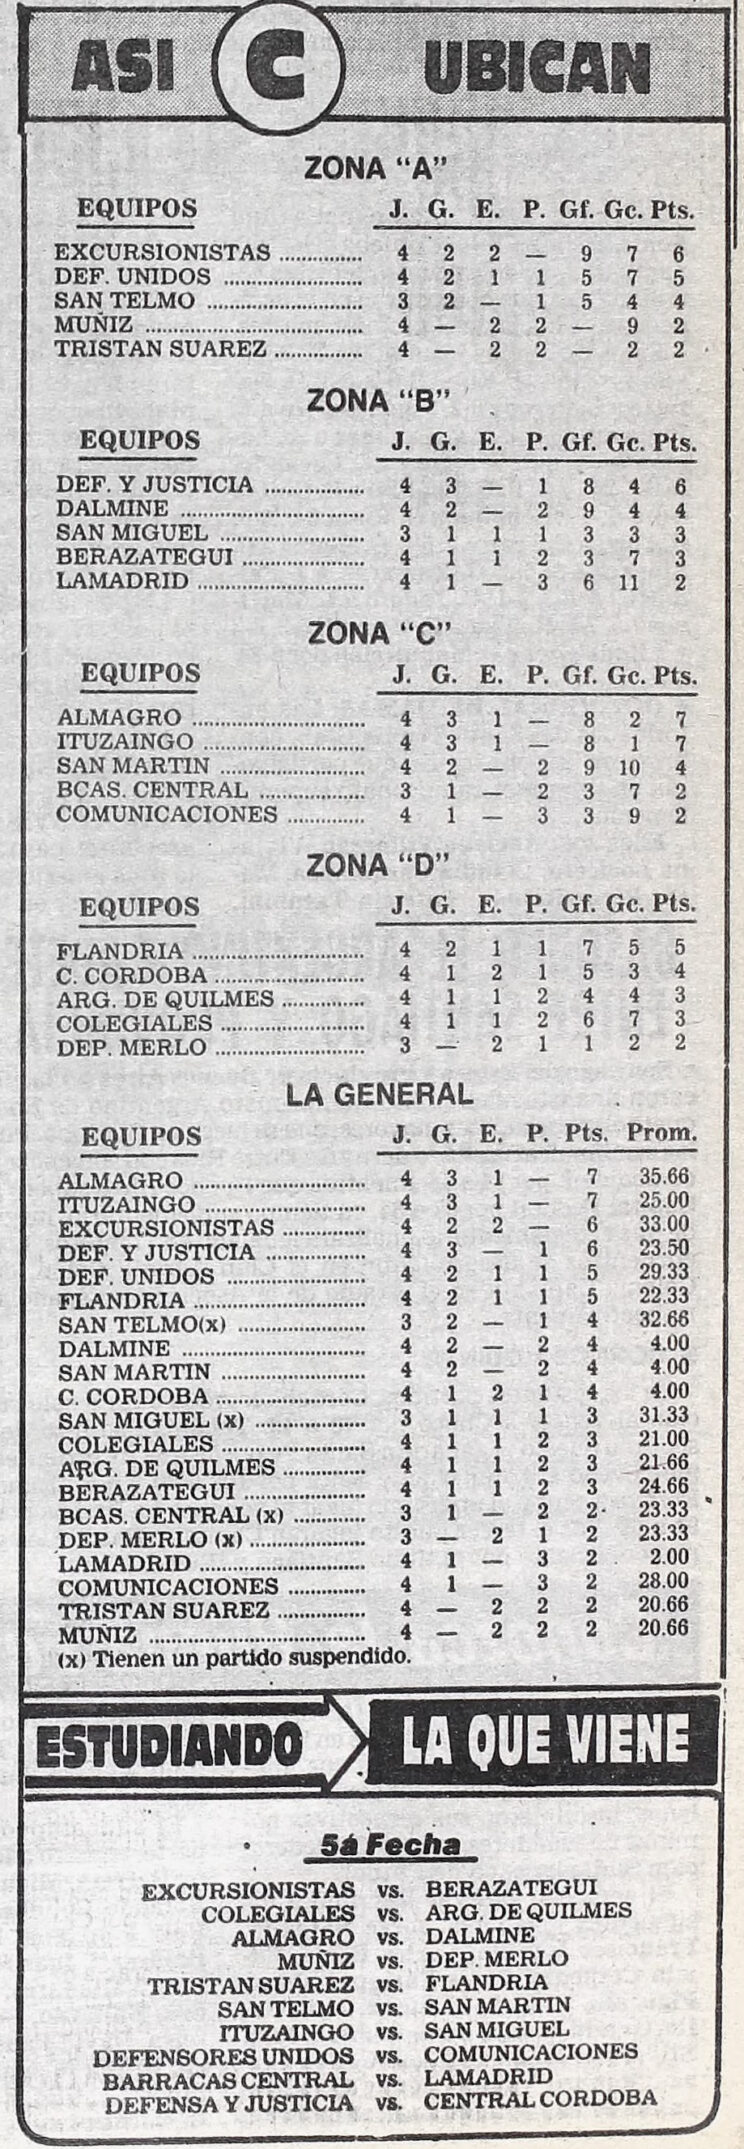 ASI C UBICAN
ZONA "A"
EQUIPOS J. G. E. P. Gf. Gc. Pts.
EXCURSIONISTAS ............... 4 2 2 — 9 7 6
DEF. UNIDOS ........................ 4 2 1 1 5 7 5
SAN TELMO ........................... 3 2 — 1 5 4 4
MUÑIZ ..................................... 4 — 2 2 — 9 2
TRISTAN SUAREZ ................ 4 — 2 2 — 2 2
ZONA "B"
EQUIPOS J. G. E. P. Gf. Gc. Pts.
DEF. Y JUSTICIA .................. 4 3 — 1 8 4 6
DALMINE ............................... 4 2 — 2 9 4 4
SAN MIGUEL ......................... 3 1 1 1 3 3 3
BERAZATEGUI ...................... 4 1 1 2 3 7 3
LAMADRID ............................. 4 1 — 3 6 11 2
ZONA "C"
EQUIPOS J. G. E. P. Gf. Gc. Pts.
ALMAGRO .............................. 4 3 1 — 8 2 7
ITUZAINGO ............................ 4 3 1 — 8 1 7
SAN MARTIN ......................... 4 2 — 2 9 10 4
BCAS. CENTRAL .................... 3 1 — 2 3 7 2
COMUNICACIONES .............. 4 1 — 3 3 9 2
ZONA "D"
EQUIPOS J. G. E. P. Gf. Gc. Pts.
FLANDRIA .............................. 4 2 1 1 7 5 5
C. CORDOBA ........................... 4 1 2 1 5 3 4
ARG. DE QUILMES ............... 4 1 1 2 4 4 3
COLEGIALES ......................... 4 1 1 2 6 7 3
DEP. MERLO .......................... 3 — 2 1 1 2 2
LA GENERAL
EQUIPOS J. G. E. P. Pts. Prom.
ALMAGRO .............................. 4 3 1 — 7 35.66
ITUZAINGO ............................ 4 3 1 — 7 25.00
EXCURSIONISTAS ............... 4 2 2 — 6 33.00
DEF. Y JUSTICIA .................. 4 3 — 1 6 23.50
DEF. UNIDOS ........................ 4 2 1 1 5 29.33
FLANDRIA .............................. 4 2 1 1 5 22.33
SAN TELMO(x) ....................... 3 2 — 1 4 32.66
DALMINE ............................... 4 2 — 2 4 4.00
SAN MARTIN ......................... 4 2 — 2 4 4.00
C. CORDOBA ........................... 4 1 2 1 4 4.00
SAN MIGUEL (x) ................... 3 1 1 1 3 31.33
COLEGIALES ......................... 4 1 1 2 3 21.00
ARG. DE QUILMES ............... 4 1 1 2 3 21.66
BERAZATEGUI ...................... 4 1 1 2 3 24.66
BCAS. CENTRAL (x) ............. 3 1 — 2 2 23.33
DEP. MERLO (x) ..................... 3 — 2 1 2 23.33
LAMADRID ............................. 4 1 — 3 2 2.00
COMUNICACIONES .............. 4 1 — 3 2 28.00
TRISTAN SUAREZ ................ 4 — 2 2 2 20.66
MUÑIZ ..................................... 4 — 2 2 2 20.66
(x) Tienen un partido suspendido.
ESTUDIANDO LA QUE VIENE
5á Fecha
EXCURSIONISTAS vs. BERAZATEGUI
COLEGIALES vs. ARG. DE QUILMES
ALMAGRO vs. DALMINE
MUÑIZ vs. DEP. MERLO
TRISTAN SUAREZ vs. FLANDRIA
SAN TELMO vs. SAN MARTIN
ITUZAINGO vs. SAN MIGUEL
DEFENSORES UNIDOS vs. COMUNICACIONES
BARRACAS CENTRAL vs. LAMADRID
DEFENSA Y JUSTICIA vs. CENTRAL CORDOBA